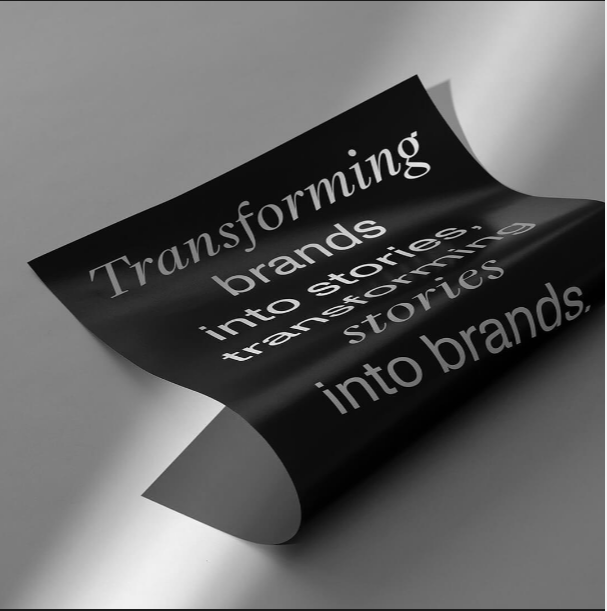 Transforming
brands
into stories,
transforming
stories
into brands.